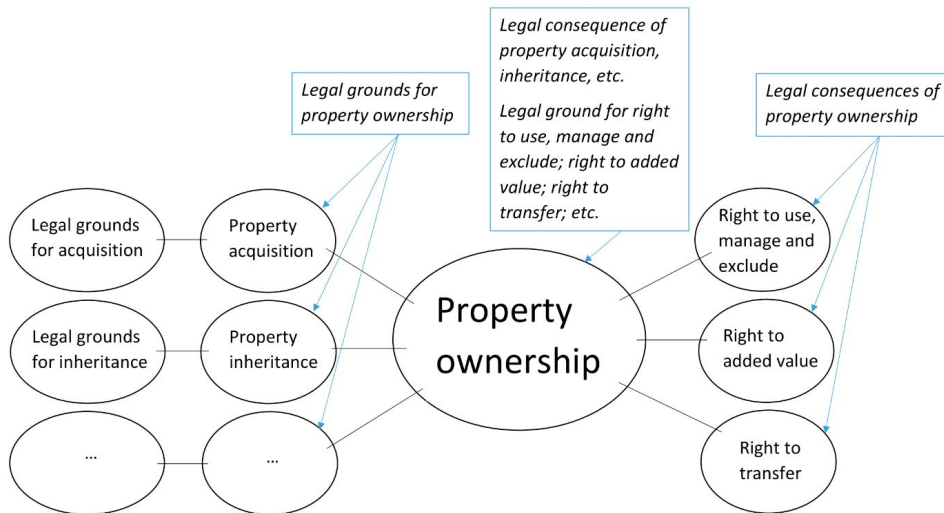 Legal consequence of
property acquisition,
inheritance, etc.
Legal ground for right
to use, manage and
exclude; right to added
value; right to
transfer; etc.
Legal grounds for
property ownership
Legal consequences of
property ownership
Legal grounds
for acquisition
Property
acquisition
Right to use,
manage and
exclude
Property
ownership
Legal grounds
for inheritance
Property
inheritance
Right to
added value
...
...
Right to
transfer